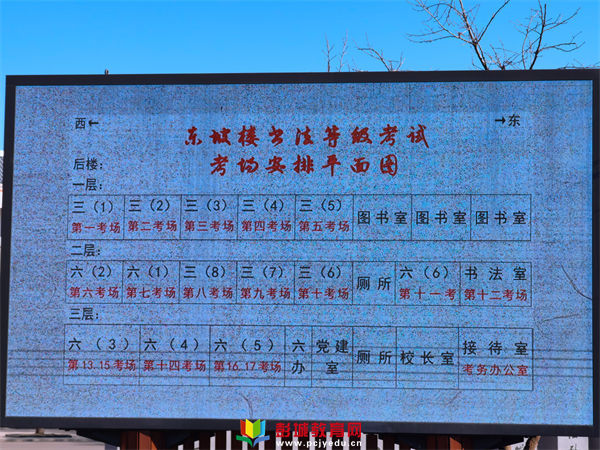 西← →东
东坡楼书法等级考试
考场安排平面图
后楼：
一层：
三（1） 三（2） 三（3） 三（4） 三（5） 图书室 图书室 图书室
第一考场 第二考场 第三考场 第四考场 第五考场
二层：
六（2） 六（1） 三（8） 三（7） 三（6） 厕所 六（6） 书法室
第六考场 第七考场 第八考场 第九考场 第十考场 第十一考 第十二考场
三层：
六（3） 六（4） 六（5） 六办 党建室 厕所 校长室 接待室
第13.15考场 第十四考场 第16.17考场 考务办公室
彭城教育网
www.pcjyedu.cn